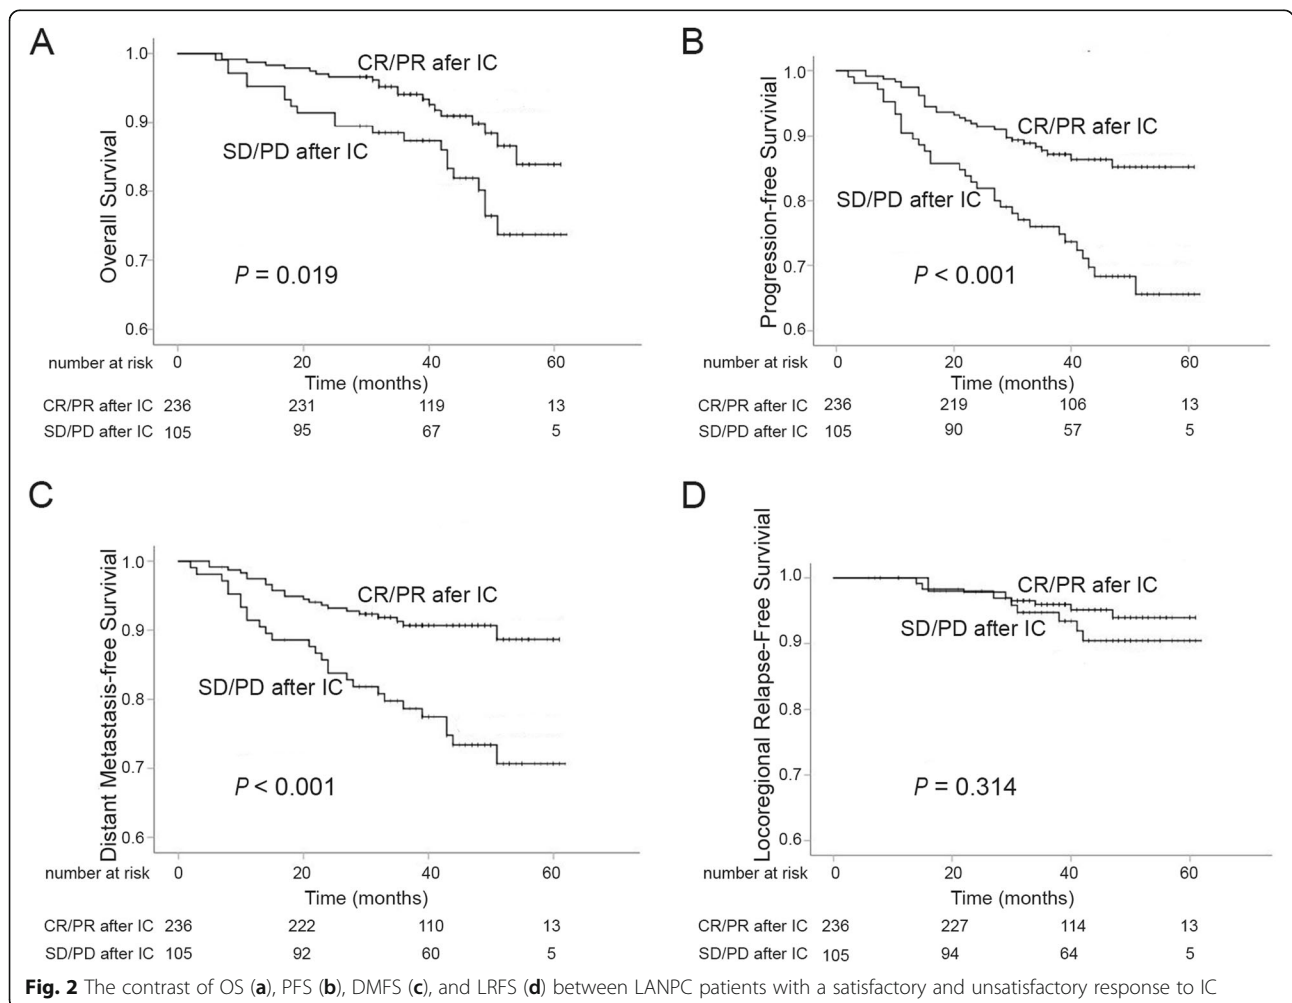 A
1.0
0.9
0.8
0.7
0.6
Overall Survival
CR/PR afer IC
SD/PD after IC
P = 0.019
number at risk 0 20 40 60
Time (months)
CR/PR after IC 236 231 119 13
SD/PD after IC 105 95 67 5
B
1.0
0.9
0.8
0.7
0.6
Progression-free Survivial
CR/PR afer IC
SD/PD after IC
P < 0.001
number at risk 0 20 40 60
Time (months)
CR/PR after IC 236 219 106 13
SD/PD after IC 105 90 57 5
C
1.0
0.9
0.8
0.7
0.6
Distant Metastasis-free Survival
CR/PR afer IC
SD/PD after IC
P < 0.001
number at risk 0 20 40 60
Time (months)
CR/PR after IC 236 222 110 13
SD/PD after IC 105 92 60 5
D
1.0
0.9
0.8
0.7
0.6
Locoregional Relapse-Free Survival
CR/PR afer IC
SD/PD after IC
P = 0.314
number at risk 0 20 40 60
Time (months)
CR/PR after IC 236 227 114 13
SD/PD after IC 105 94 64 5
Fig. 2 The contrast of OS (a), PFS (b), DMFS (c), and LRFS (d) between LANPC patients with a satisfactory and unsatisfactory response to IC